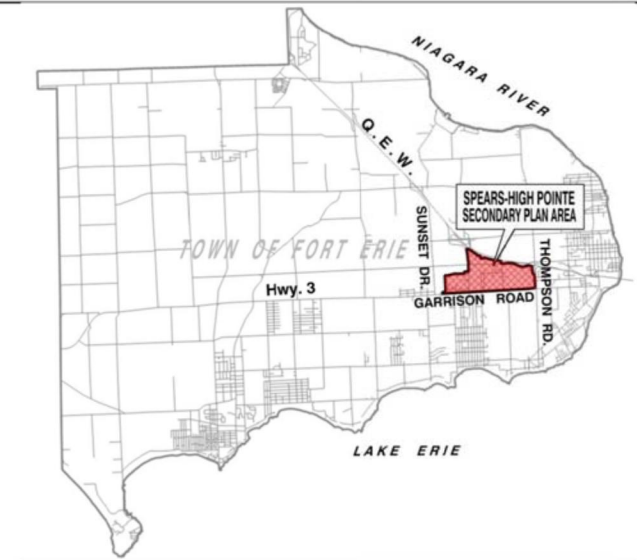 NIAGARA RIVER
Q.E.W.
SPEARS-HIGH POINTE
SECONDARY PLAN AREA
SUNSET DR.
TOWN OF FORT ERIE
THOMPSON RD.
Hwy. 3
GARRISON ROAD
LAKE ERIE